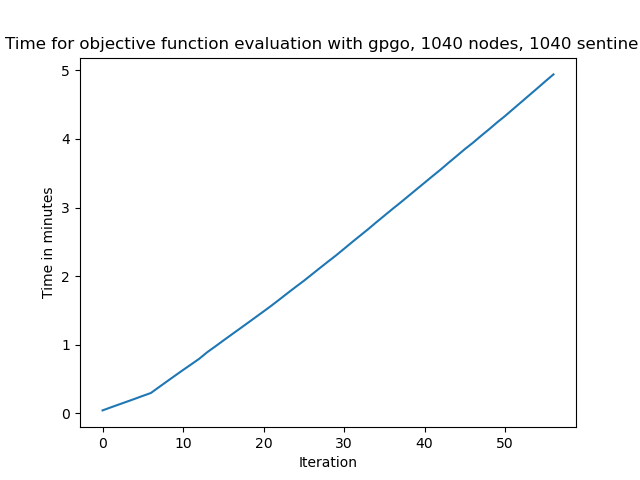 Time for objective function evaluation with gpgo, 1040 nodes, 1040 sentine
5
4
3
2
1
0
Time in minutes
0 10 20 30 40 50
Iteration